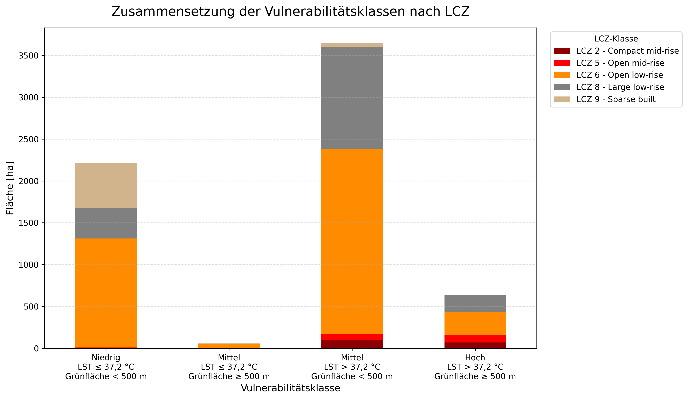 Zusammensetzung der Vulnerabilitätsklassen nach LCZ
LCZ-Klasse
LCZ 2 - Compact mid-rise
LCZ 5 - Open mid-rise
LCZ 6 - Open low-rise
LCZ 8 - Large low-rise
LCZ 9 - Sparse built
Fläche [ha]
3500
3000
2500
2000
1500
1000
500
0
Niedrig
LST ≤ 37,2 °C
Grünfläche < 500 m
Mittel
LST ≤ 37,2 °C
Grünfläche ≥ 500 m
Mittel
LST > 37,2 °C
Grünfläche < 500 m
Hoch
LST > 37,2 °C
Grünfläche ≥ 500 m
Vulnerabilitätsklasse